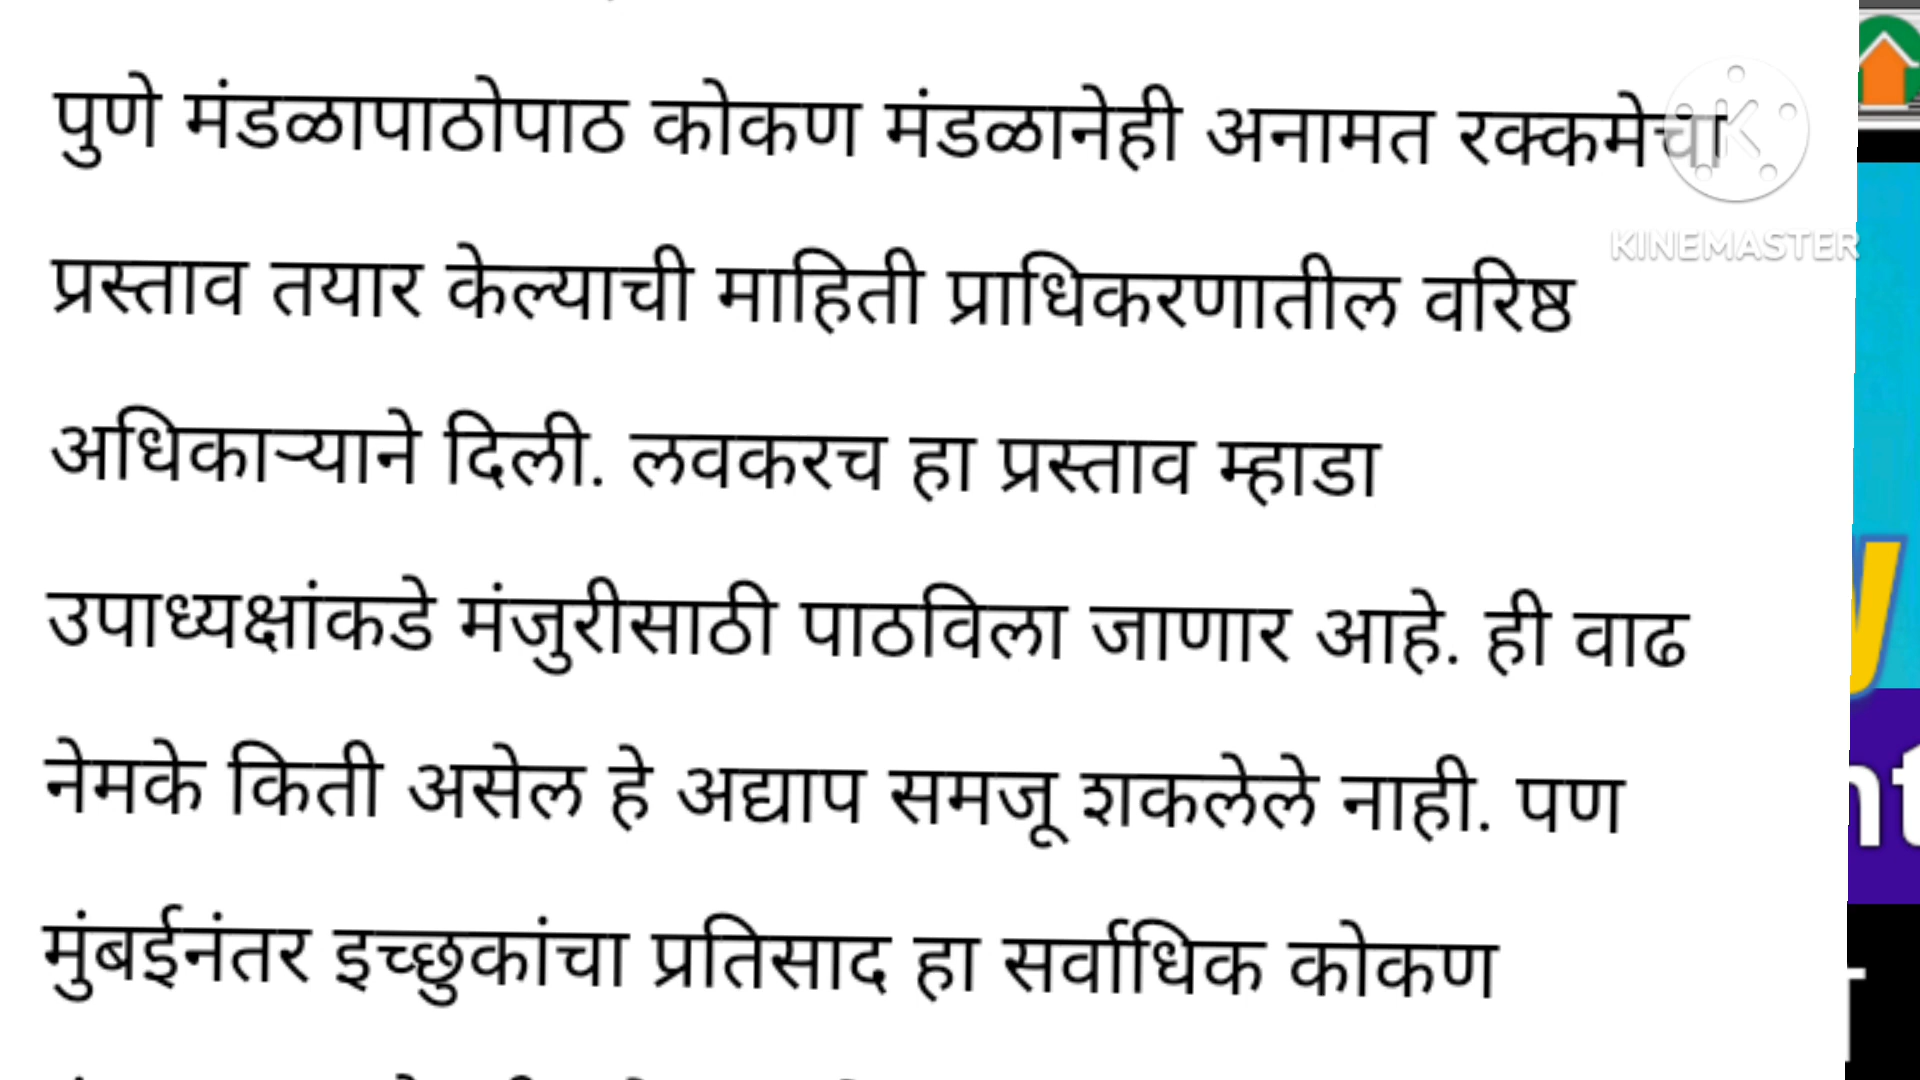 पुणे मंडळापाठोपाठ कोकण मंडळानेही अनामत रक्कमेचा
KINEMASTER
प्रस्ताव तयार केल्याची माहिती प्राधिकरणातील वरिष्ठ
अधिकाऱ्याने दिली. लवकरच हा प्रस्ताव म्हाडा
उपाध्यक्षांकडे मंजुरीसाठी पाठविला जाणार आहे. ही वाढ
नेमके किती असेल हे अद्याप समजू शकलेले नाही. पण
मुंबईनंतर इच्छुकांचा प्रतिसाद हा सर्वाधिक कोकण